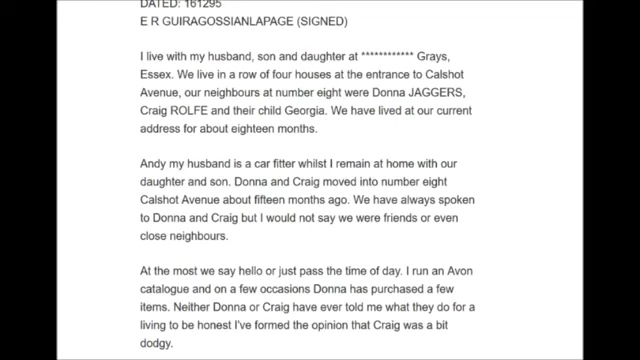 DATED: 161295
E R GUIRAGOSSIANLAPAGE (SIGNED)
I live with my husband, son and daughter at ************ Grays,
Essex. We live in a row of four houses at the entrance to Calshot
Avenue, our neighbours at number eight were Donna JAGGERS,
Craig ROLFE and their child Georgia. We have lived at our current
address for about eighteen months.
Andy my husband is a car fitter whilst I remain at home with our
daughter and son. Donna and Craig moved into number eight
Calshot Avenue about fifteen months ago. We have always spoken
to Donna and Craig but I would not say we were friends or even
close neighbours.
At the most we say hello or just pass the time of day. I run an Avon
catalogue and on a few occasions Donna has purchased a few
items. Neither Donna or Craig have ever told me what they do for a
living to be honest I've formed the opinion that Craig was a bit
dodgy.